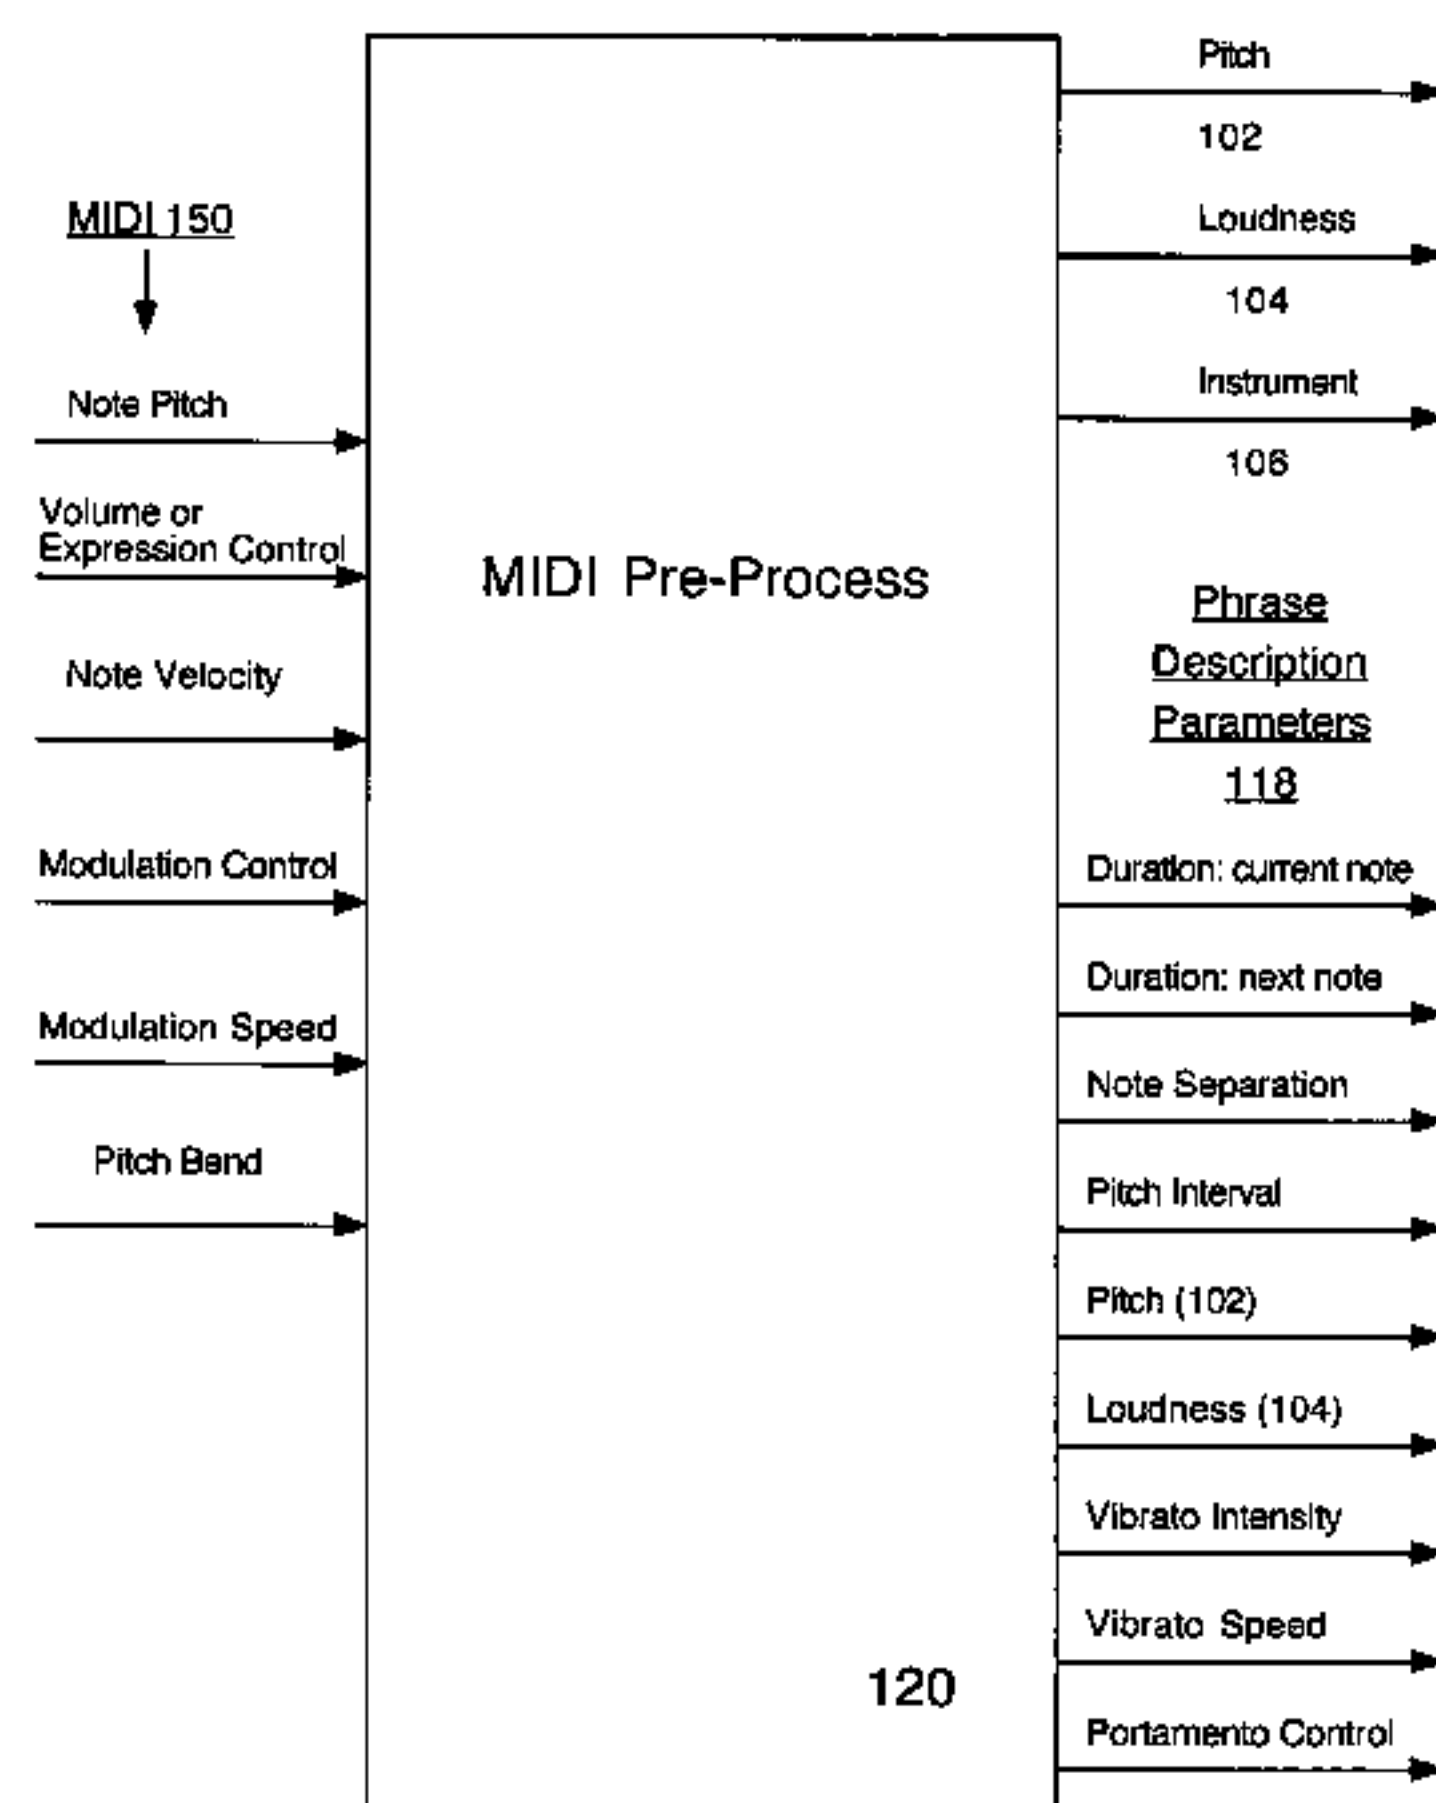 MIDI 150
Note Pitch
Volume or
Expression Control
Note Velocity
Modulation Control
Modulation Speed
Pitch Bend
MIDI Pre-Process
120
Pitch
102
Loudness
104
Instrument
106
Phrase
Description
Parameters
118
Duration: current note
Duration: next note
Note Separation
Pitch Interval
Pitch (102)
Loudness (104)
Vibrato Intensity
Vibrato Speed
Portamento Control